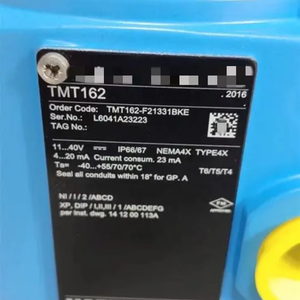 2016
TMT162
Order Code: TMT162-F21331BKE
Ser.No.: L6041A23223
TAG No.:
11...40V IP66/67 NEMA4X TYPE4X
4...20 mA Current consum. 23 mA
Ta= -40...+55/70/70°C T6/T5/T4
Seal all conduits within 18" for GP. A
FM
APPROVED
NI / I / 2 / ABCD
XP, DIP / I,II,III / 1 / ABCDEFG
per inst. dwg. 14 12 00 113A